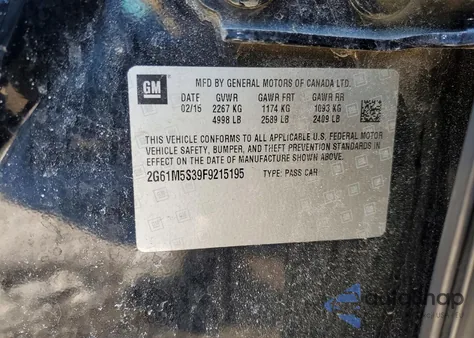 GM
MFD BY GENERAL MOTORS OF CANADA LTD.
DATE GVWR GAWR FRT GAWR RR
02/15 2267 KG 1174 KG 1093 KG
4998 LB 2589 LB 2409 LB
THIS VEHICLE CONFORMS TO ALL APPLICABLE U.S. FEDERAL MOTOR
VEHICLE SAFETY, BUMPER, AND THEFT PREVENTION STANDARDS IN
EFFECT ON THE DATE OF MANUFACTURE SHOWN ABOVE.
2G61M5S39F9215195 TYPE: PASS CAR
autoshop